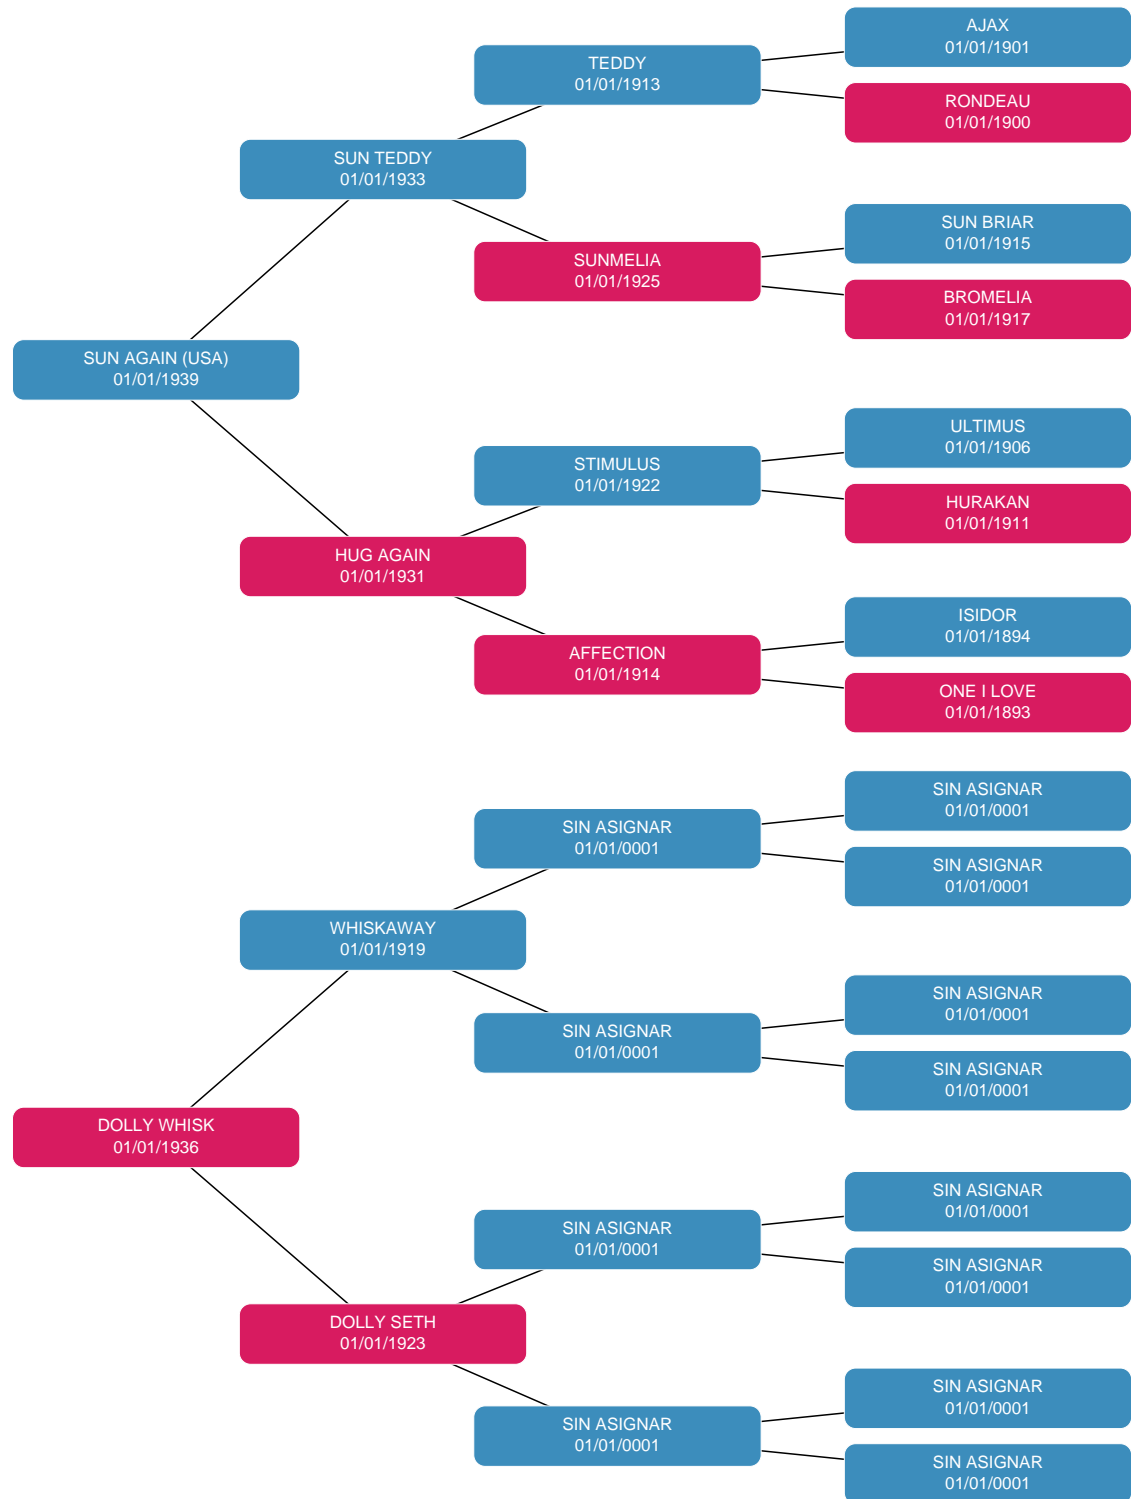 AJAX
01/01/1901
TEDDY
01/01/1913
RONDEAU
01/01/1900
SUN TEDDY
01/01/1933
SUN BRIAR
01/01/1915
SUNMELIA
01/01/1925
BROMELIA
01/01/1917
SUN AGAIN (USA)
01/01/1939
ULTIMUS
01/01/1906
STIMULUS
01/01/1922
HURAKAN
01/01/1911
HUG AGAIN
01/01/1931
ISIDOR
01/01/1894
AFFECTION
01/01/1914
ONE I LOVE
01/01/1893
SIN ASIGNAR
01/01/0001
SIN ASIGNAR
01/01/0001
SIN ASIGNAR
01/01/0001
WHISKAWAY
01/01/1919
SIN ASIGNAR
01/01/0001
SIN ASIGNAR
01/01/0001
SIN ASIGNAR
01/01/0001
DOLLY WHISK
01/01/1936
SIN ASIGNAR
01/01/0001
SIN ASIGNAR
01/01/0001
SIN ASIGNAR
01/01/0001
DOLLY SETH
01/01/1923
SIN ASIGNAR
01/01/0001
SIN ASIGNAR
01/01/0001
SIN ASIGNAR
01/01/0001